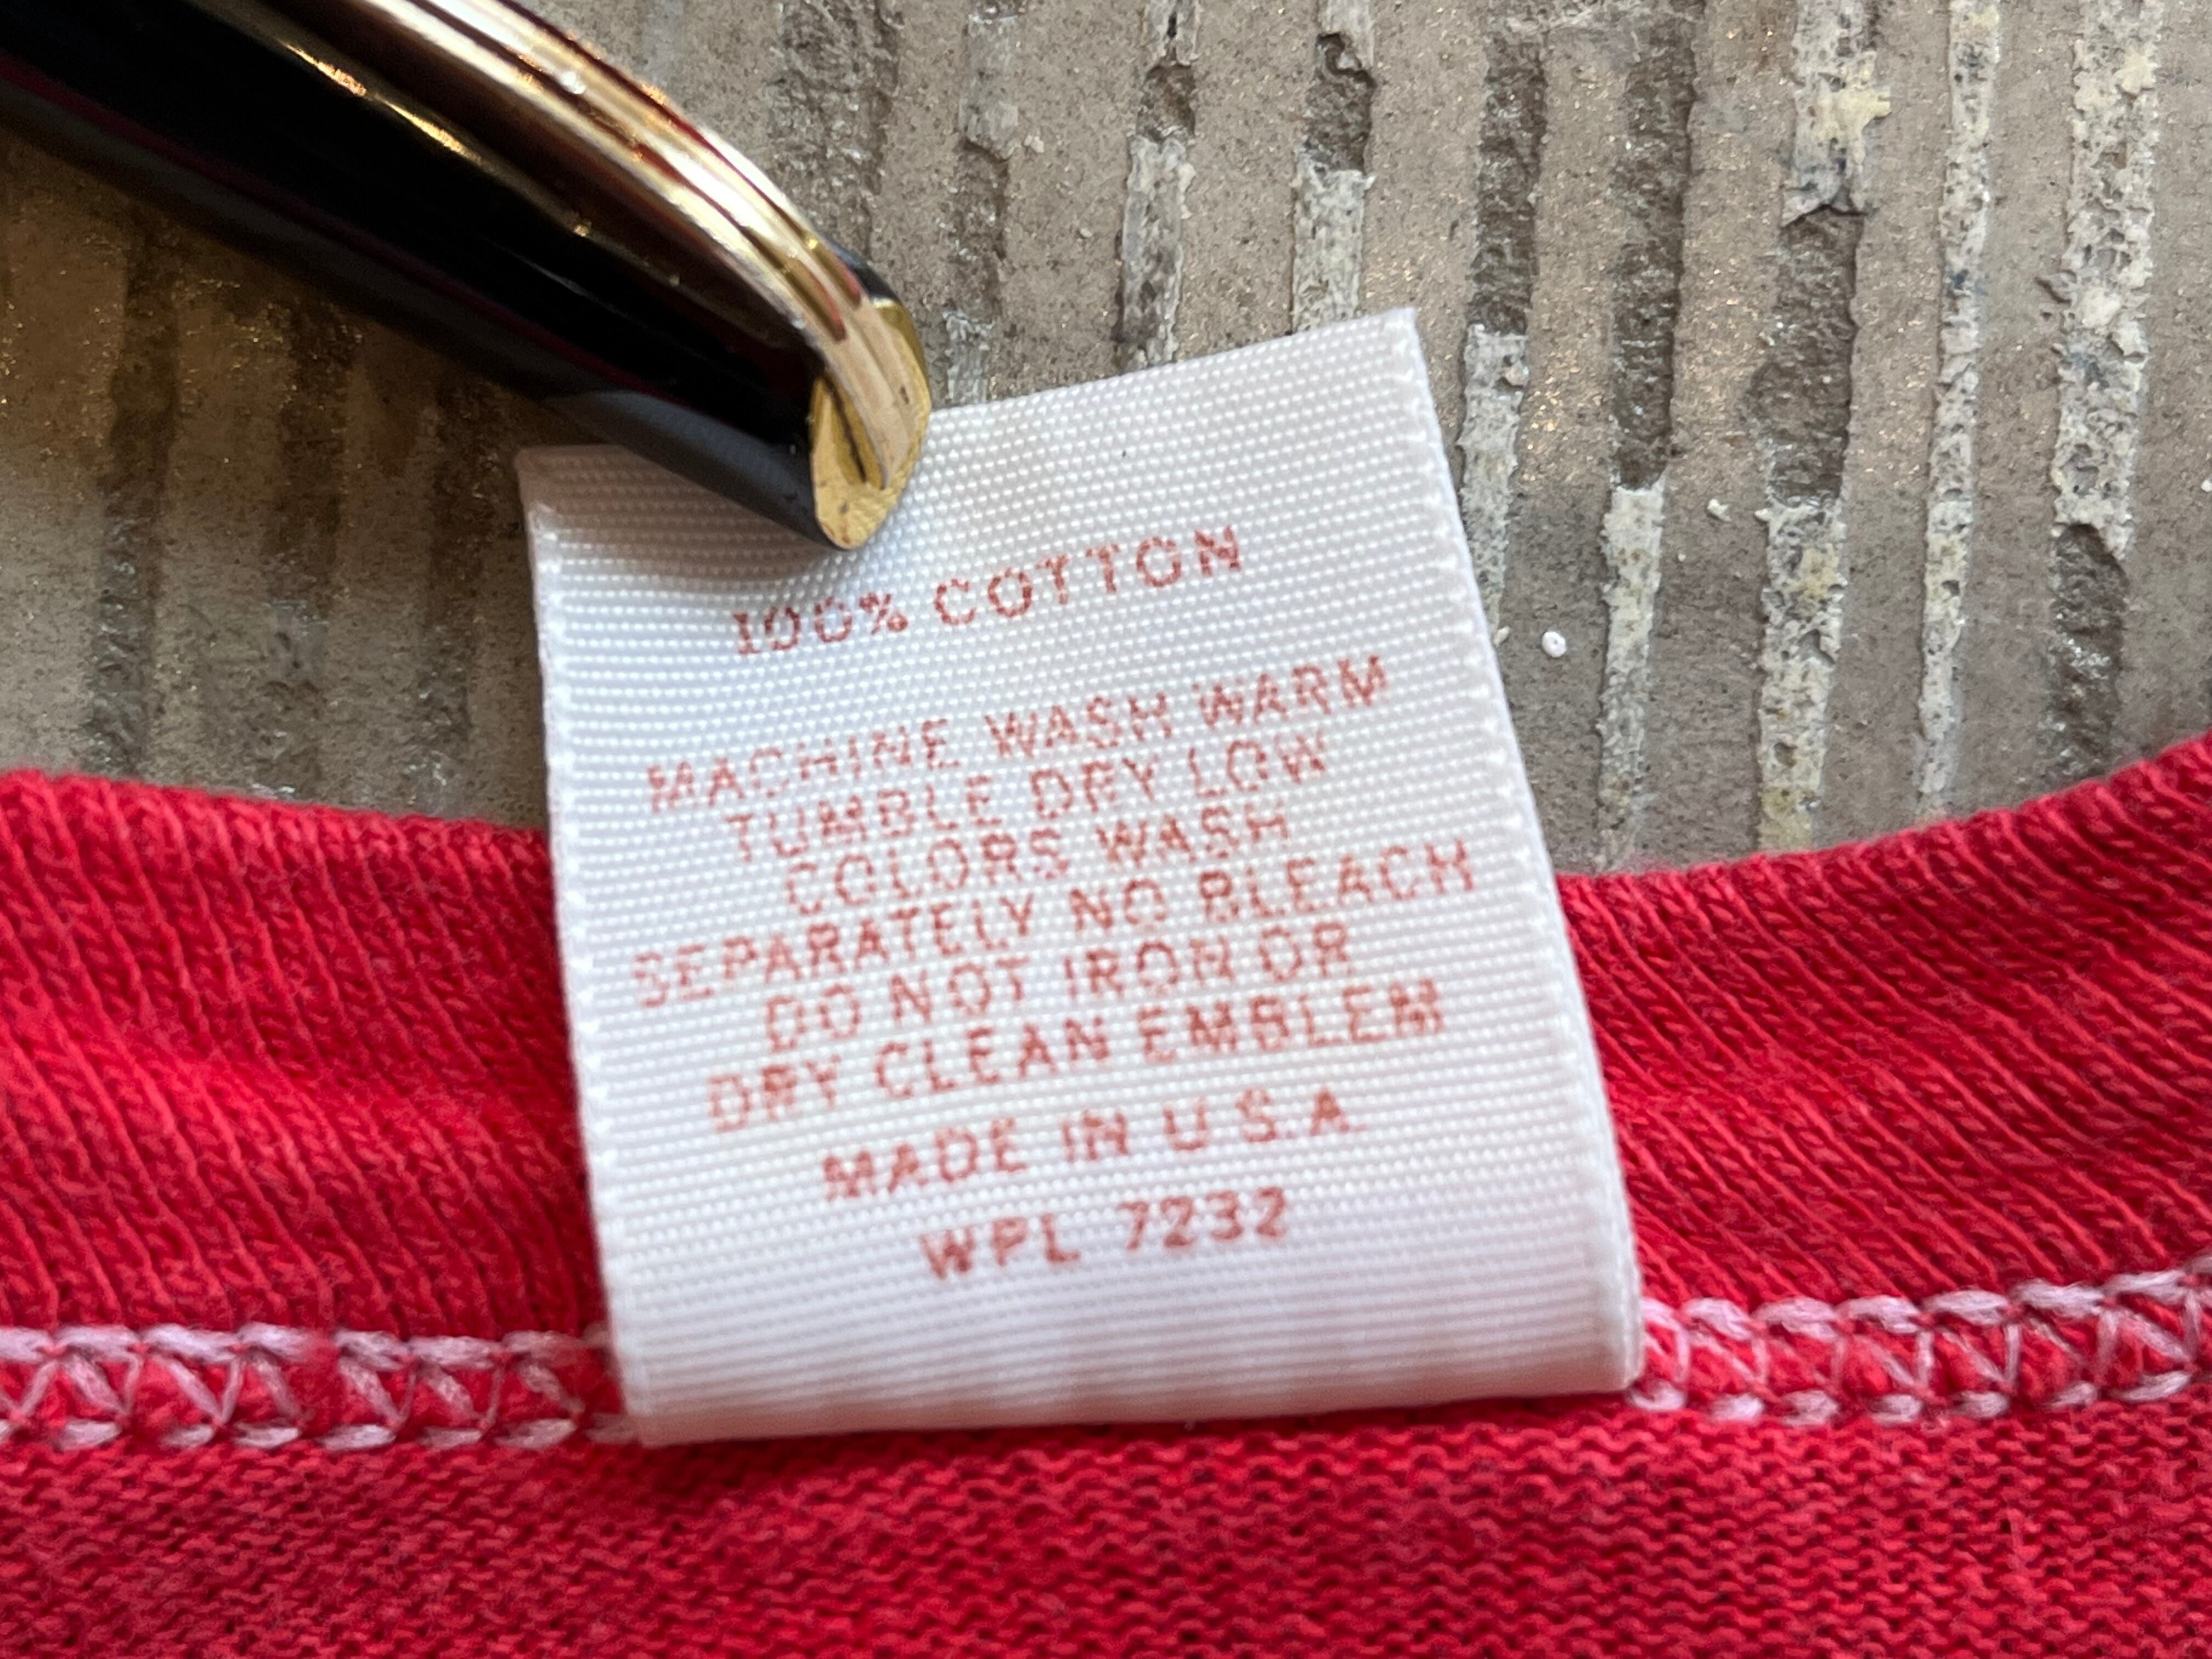 100% COTTON
MACHINE WASH WARM
TUMBLE DRY LOW
COLORS WASH
SEPARATELY NO BLEACH
DO NOT IRON OR
DRY CLEAN EMBLEM
MADE IN U.S.A.
WPL 7232